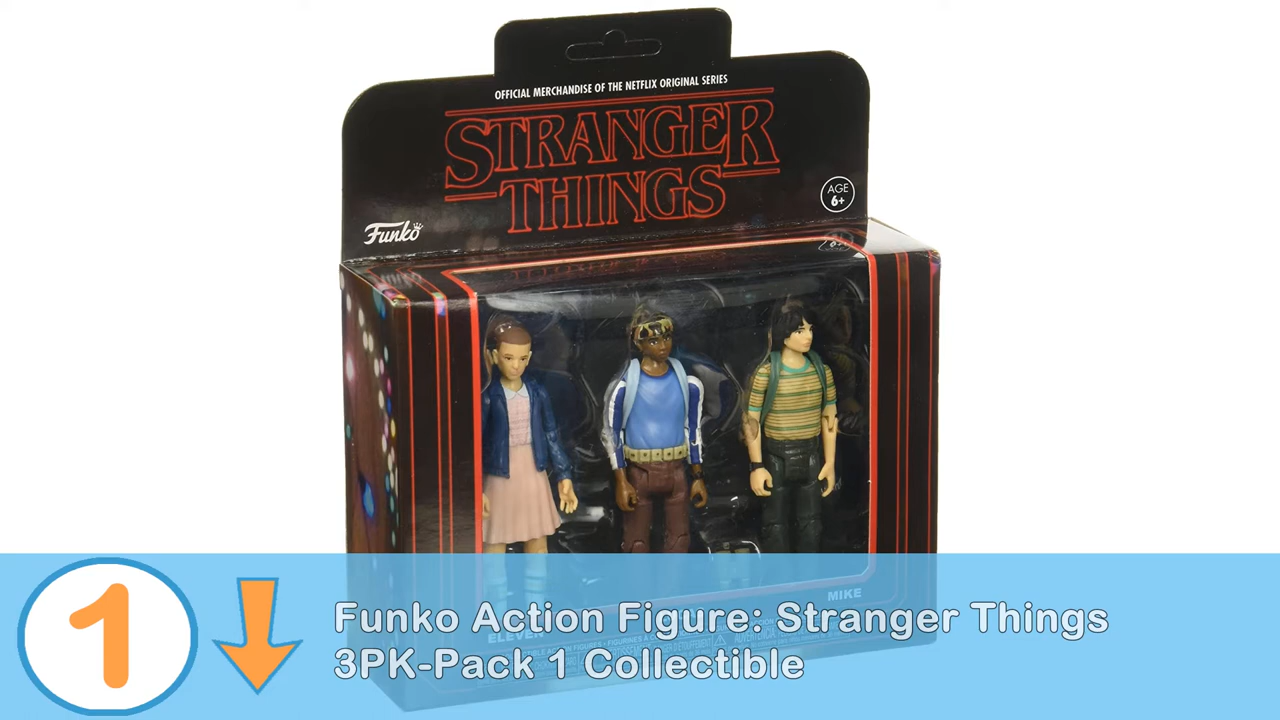 OFFICIAL MERCHANDISE OF THE NETFLIX ORIGINAL SERIES
STRANGER
THINGS
AGE
6+
Funko
MIKE
ELEVEN
1
Funko Action Figure: Stranger Things
3PK-Pack 1 Collectible